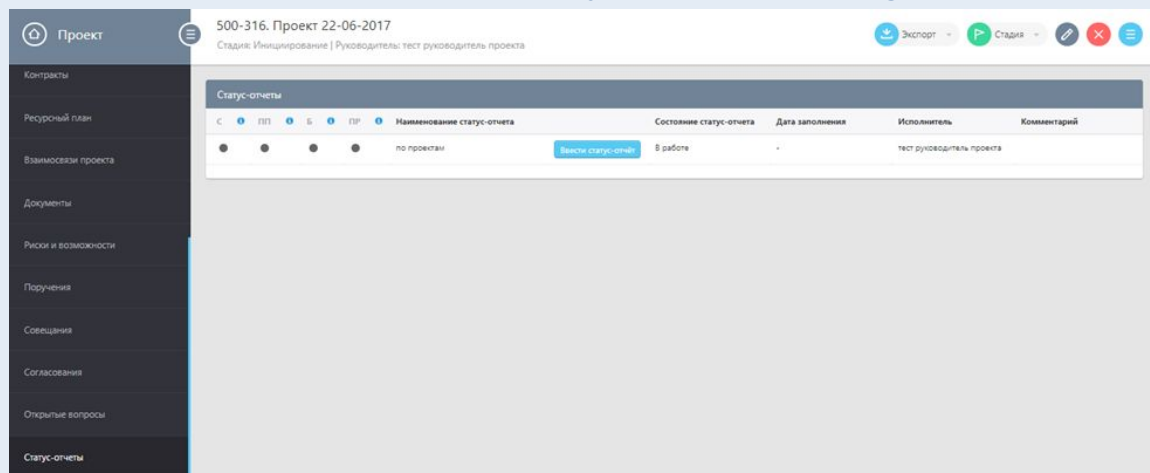 Проект
500-316. Проект 22-06-2017
Стадия: Инициирование | Руководитель: тест руководитель проекта
Экспорт
Стадия
Контракты
Ресурсный план
Взаимосвязи проекта
Документы
Риски и возможности
Поручения
Совещания
Согласования
Открытые вопросы
Статус-отчеты
Статус-отчеты
С ПП Б ПР Наименование статус-отчета Состояние статус-отчета Дата заполнения Исполнитель Комментарий
по проектам Ввести статус-отчёт В работе - тест руководитель проекта